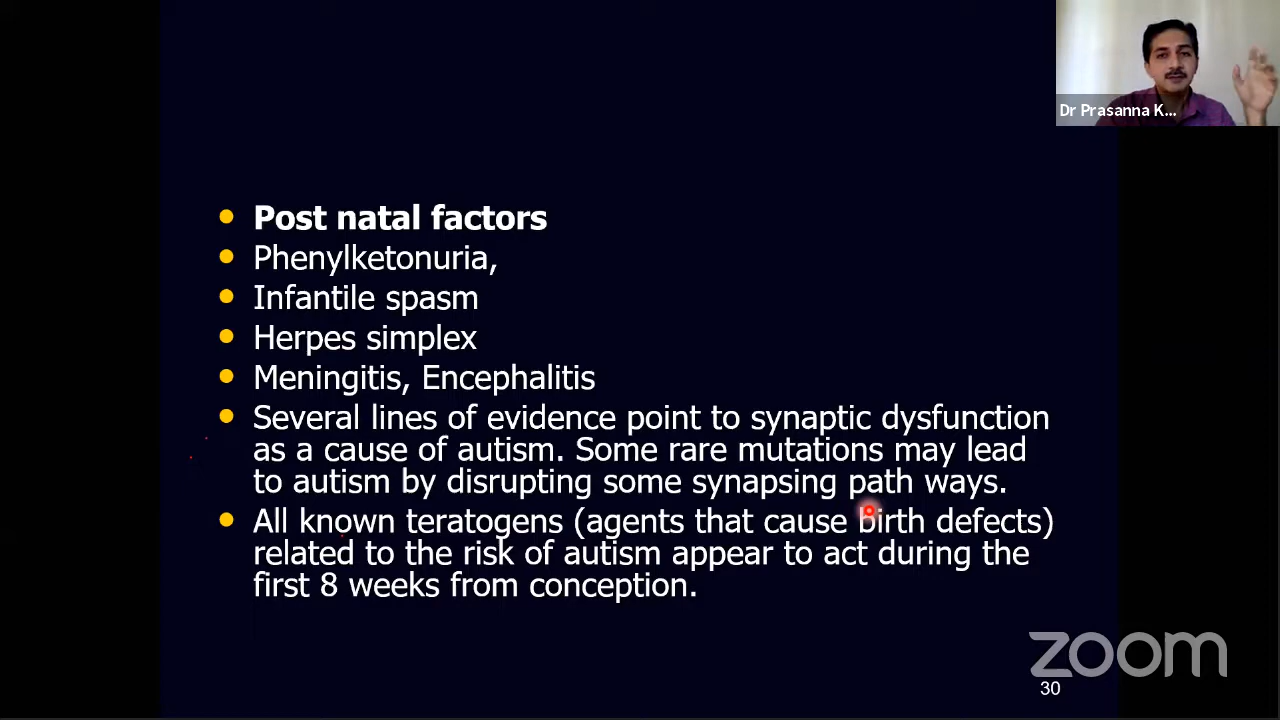 Dr Prasanna K...
Post natal factors
Phenylketonuria,
Infantile spasm
Herpes simplex
Meningitis, Encephalitis
Several lines of evidence point to synaptic dysfunction
as a cause of autism. Some rare mutations may lead
to autism by disrupting some synapsing path ways.
All known teratogens (agents that cause birth defects)
related to the risk of autism appear to act during the
first 8 weeks from conception.
zoom
30